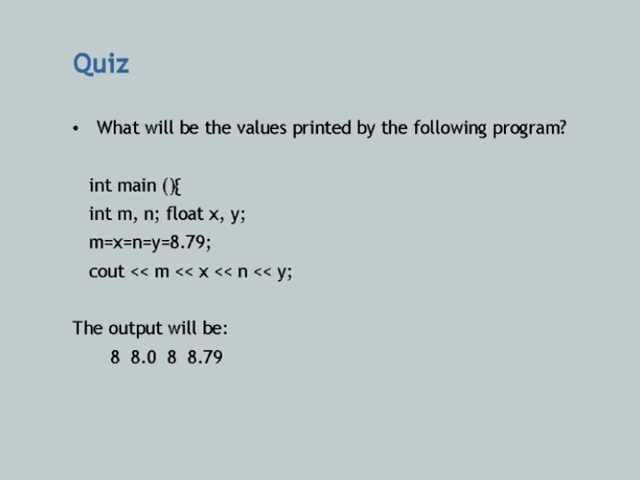 Quiz
• What will be the values printed by the following program?
int main (){
int m, n; float x, y;
m=x=n=y=8.79;
cout << m << x << n << y;
The output will be:
8 8.0 8 8.79